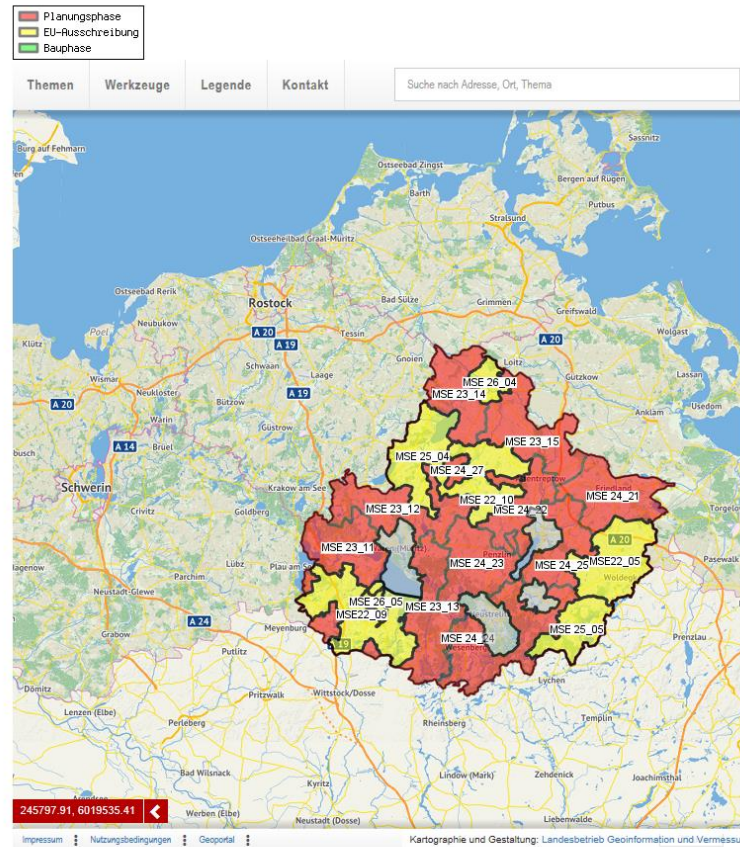 Planungsphase
EU-Ausschreibung
Bauphase
Themen Werkzeuge Legende Kontakt Suche nach Adresse, Ort, Thema
Burg auf Fehmarn
Sassnitz
Ostseebad Zingst
Bergen auf Rügen
Barth
Putbus
Stralsund
Ostseeheilbad Graal-Müritz
Ostseebad Rerik
Rostock
Bad Sülze
Grimmen
Greifswald
Neubukow
Poel
A 20
Tessin
Wolgast
Klütz
A 19
A 20
Schwaan
Gnoien
Loitz
Lassan
Wismar
Laage
Gützkow
Neukloster
A 19
MSE 26_04
Usedom
A 20
Bützow
MSE 23_14
Anklam
Warin
Güstrow
A 14
Brüel
MSE 23_15
MSE 25_04
MSE 24_27
Schwerin
Krakow am See
Friedland
Crivitz
Goldberg
MSE 22_10
MSE 24_21
MSE 23_12
Torgelow
A 20
MSE 23_11
Penzlin
Pasewalk
Lübz
Plau am See
MSE 24_23
MSE 24_25
MSE22_05
Parchim
Woldegk
Neustadt-Glewe
MSE 26_05
MSE 23_13
A 24
MSE22_09
MSE 25_05
Meyenburg
MSE 24_24
Prenzlau
Grabow
Putlitz
Wesenberg
Lychen
Dömitz
Pritzwalk
Wittstock/Dosse
Templin
Lenzen (Elbe)
Perleberg
Rheinsberg
Bad Wilsnack
Lindow (Mark)
Zehdenick
Joachimsthal
Kyritz
245797.91, 6019535.41
Werben (Elbe)
Neustadt (Dosse)
Liebenwalde
Impressum Nutzungsbedingungen Geoportal Kartographie und Gestaltung: Landesbetrieb Geoinformation und Vermessu